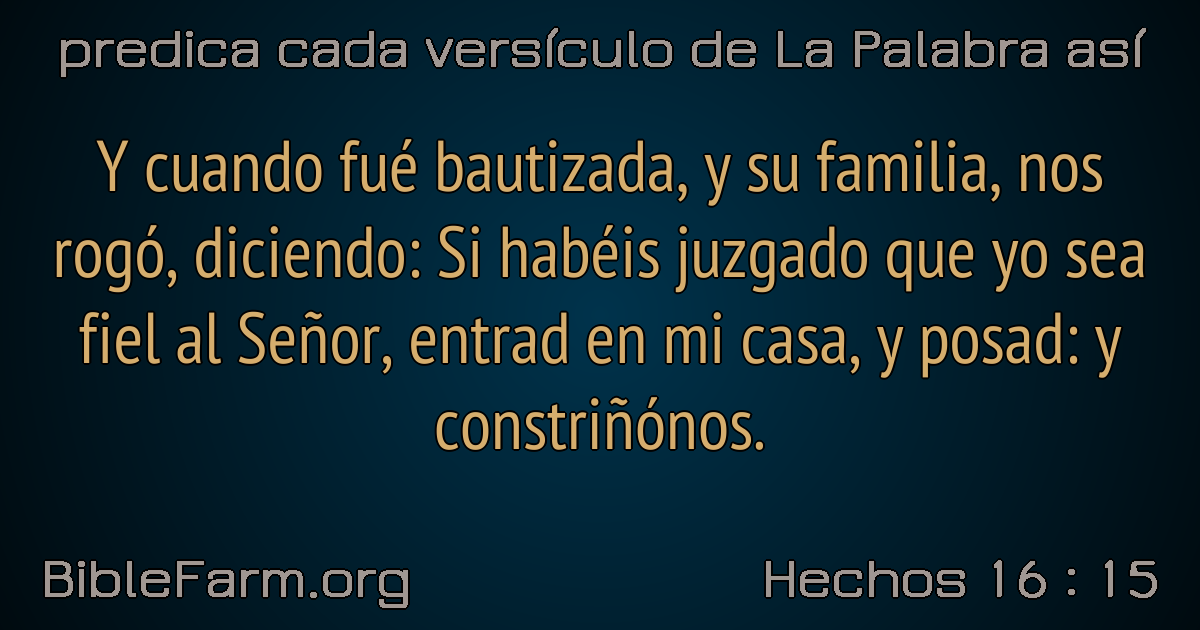 predica cada versículo de La Palabra así
Y cuando fué bautizada, y su familia, nos
rogó, diciendo: Si habéis juzgado que yo sea
fiel al Señor, entrad en mi casa, y posad: y
constriñónos.
BibleFarm.org
Hechos 16 : 15